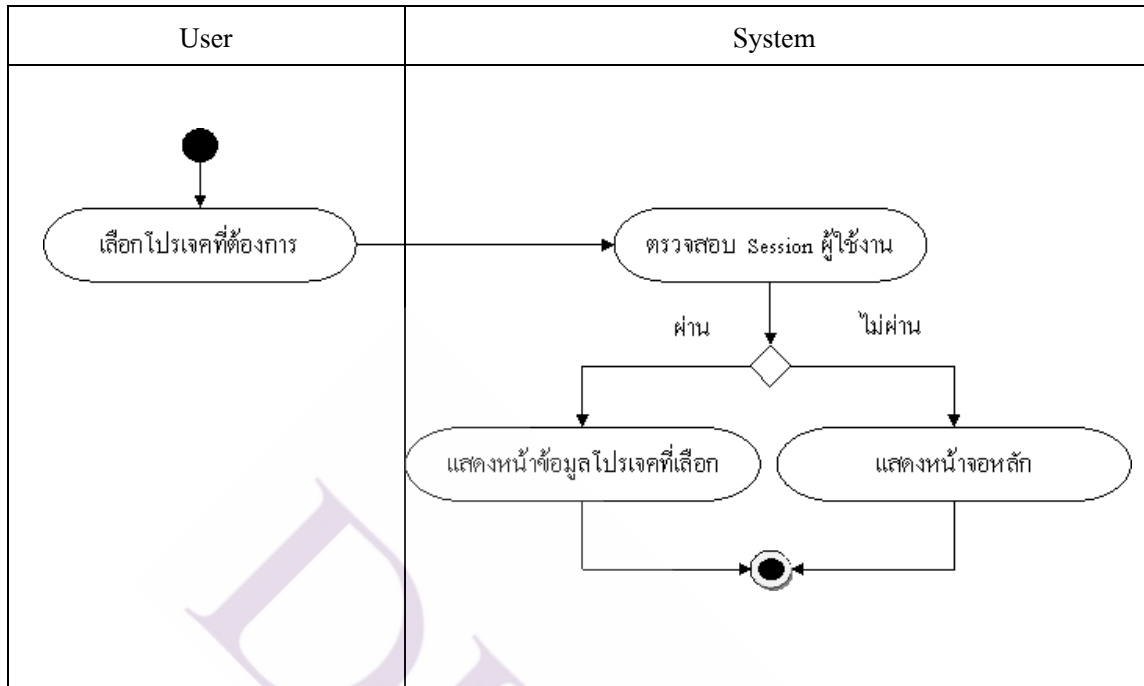 User
System
เลือกโปรเจคที่ต้องการ
ตรวจสอบ Session ผู้ใช้งาน
ผ่าน
ไม่ผ่าน
แสดงหน้าข้อมูลโปรเจคที่เลือก
แสดงหน้าจอหลัก